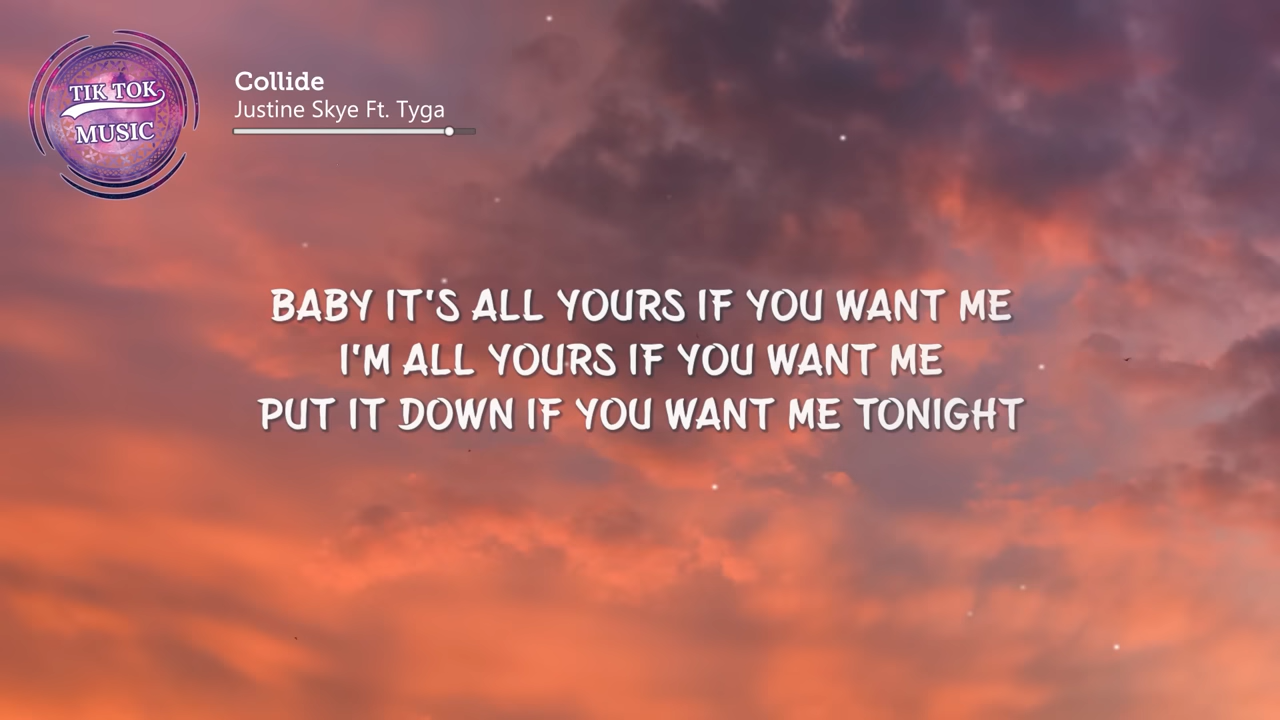 TIK TOK
MUSIC
Collide
Justine Skye Ft. Tyga
BABY IT'S ALL YOURS IF YOU WANT ME
I'M ALL YOURS IF YOU WANT ME
PUT IT DOWN IF YOU WANT ME TONIGHT